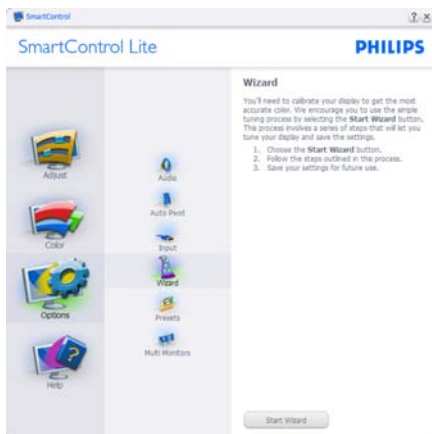 SmartControl
? x
SmartControl Lite
PHILIPS
Adjust
Color
Options
Help
Audio
Auto Pivot
Input
Wizard
Presets
Multi Monitors
Wizard
You'll need to calibrate your display to get the most
accurate color. We encourage you to use the simple
tuning process by selecting the Start Wizard button.
This process involves a series of steps that will let you
tune your display and save the settings.
1. Choose the Start Wizard button.
2. Follow the steps outlined in this process.
3. Save your settings for future use.
Start Wizard